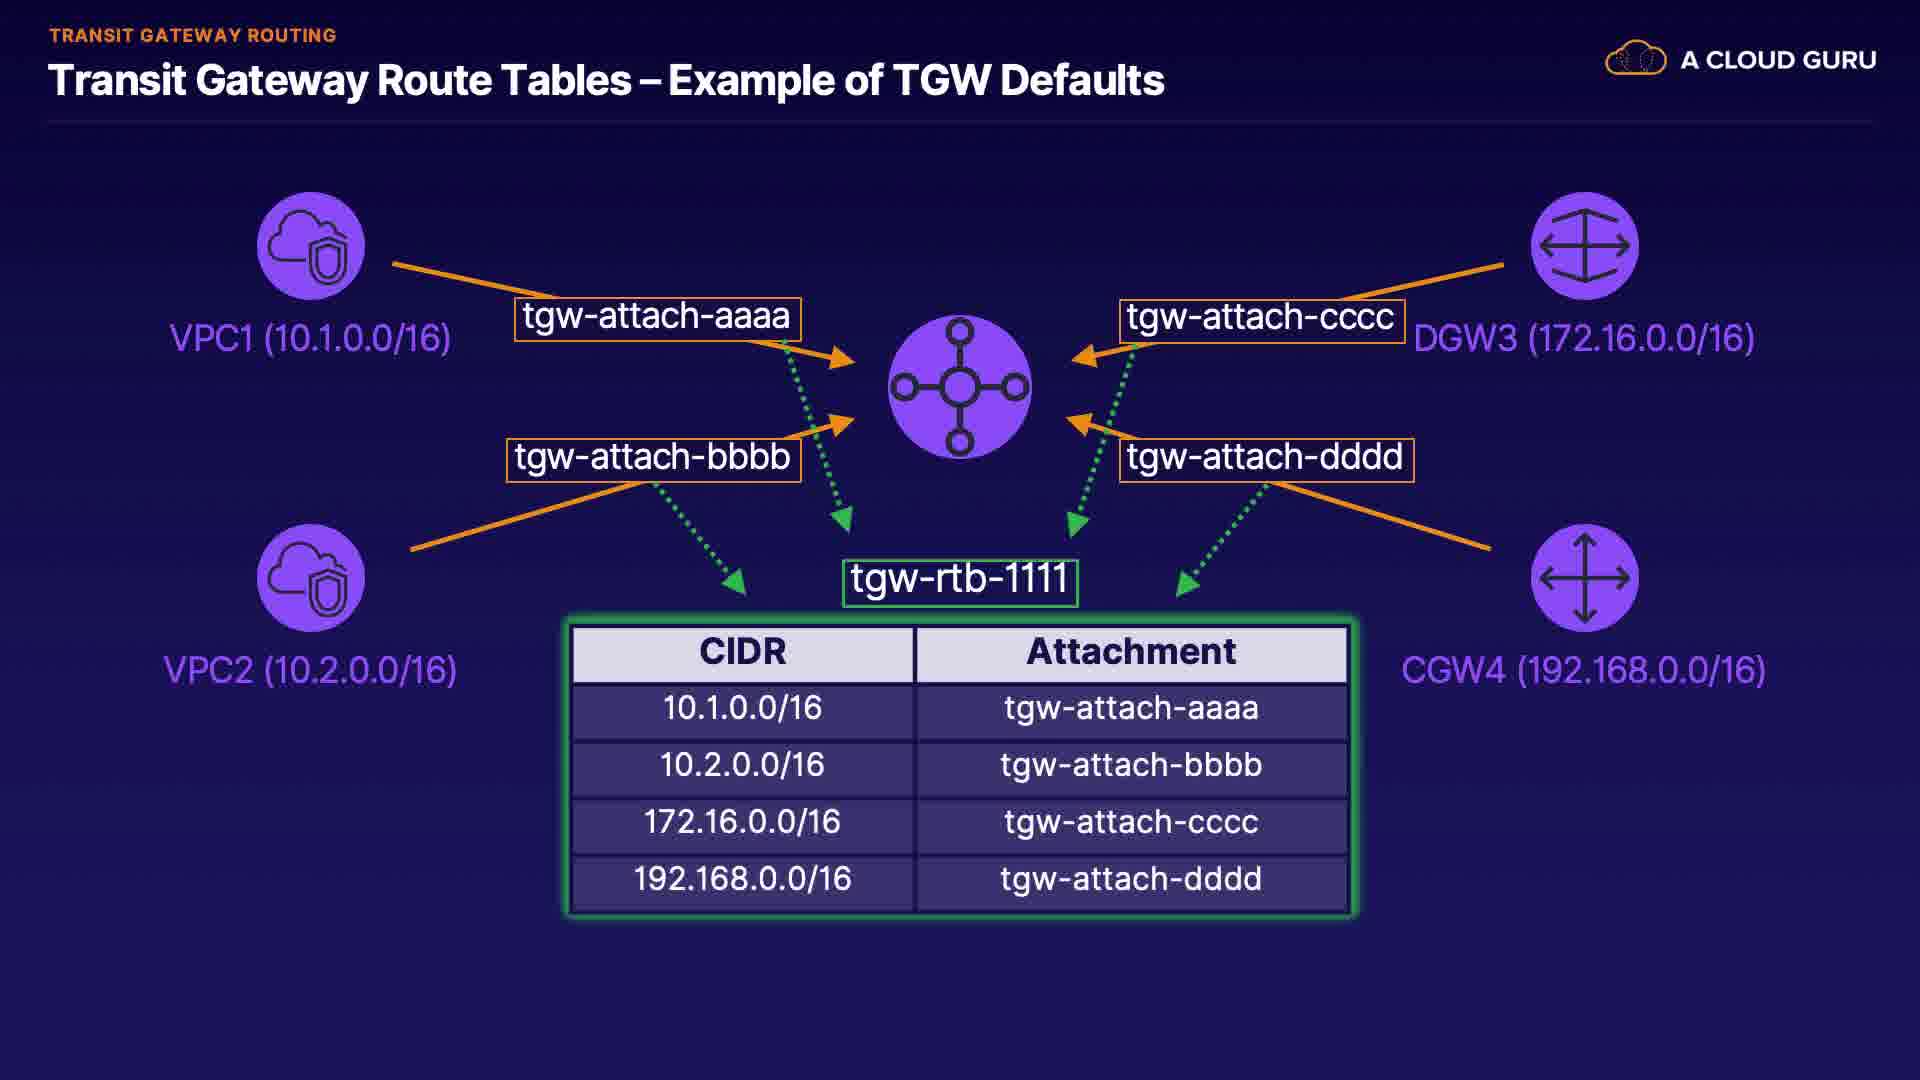 TRANSIT GATEWAY ROUTING
Transit Gateway Route Tables – Example of TGW Defaults
A CLOUD GURU
tgw-attach-aaaa
tgw-attach-cccc
VPC1 (10.1.0.0/16)
DGW3 (172.16.0.0/16)
tgw-attach-bbbb
tgw-attach-dddd
tgw-rtb-1111
VPC2 (10.2.0.0/16)
CGW4 (192.168.0.0/16)
CIDR Attachment
10.1.0.0/16 tgw-attach-aaaa
10.2.0.0/16 tgw-attach-bbbb
172.16.0.0/16 tgw-attach-cccc
192.168.0.0/16 tgw-attach-dddd